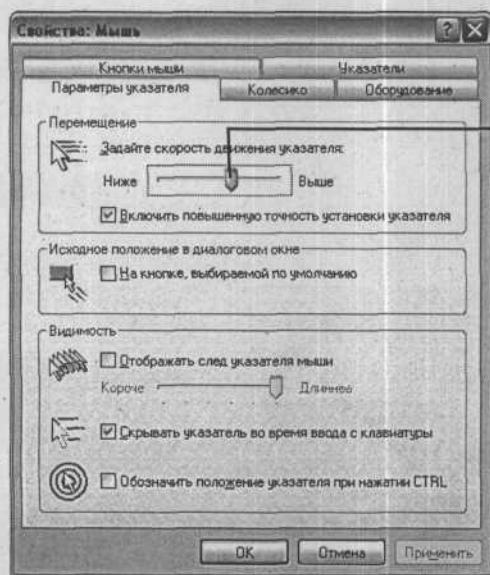 Свойства: Мышь
Кнопки мыши Указатели
Параметры указателя Колесико Оборудование
Перемещение
Задайте скорость движения указателя:
Ниже Выше
Включить повышенную точность установки указателя
Исходное положение в диалоговом окне
На кнопке, выбираемой по умолчанию
Видимость
Отображать след указателя мыши
Короче Длиннее
Скрывать указатель во время ввода с клавиатуры
Обозначить положение указателя при нажатии CTRL
OK Отмена Применить